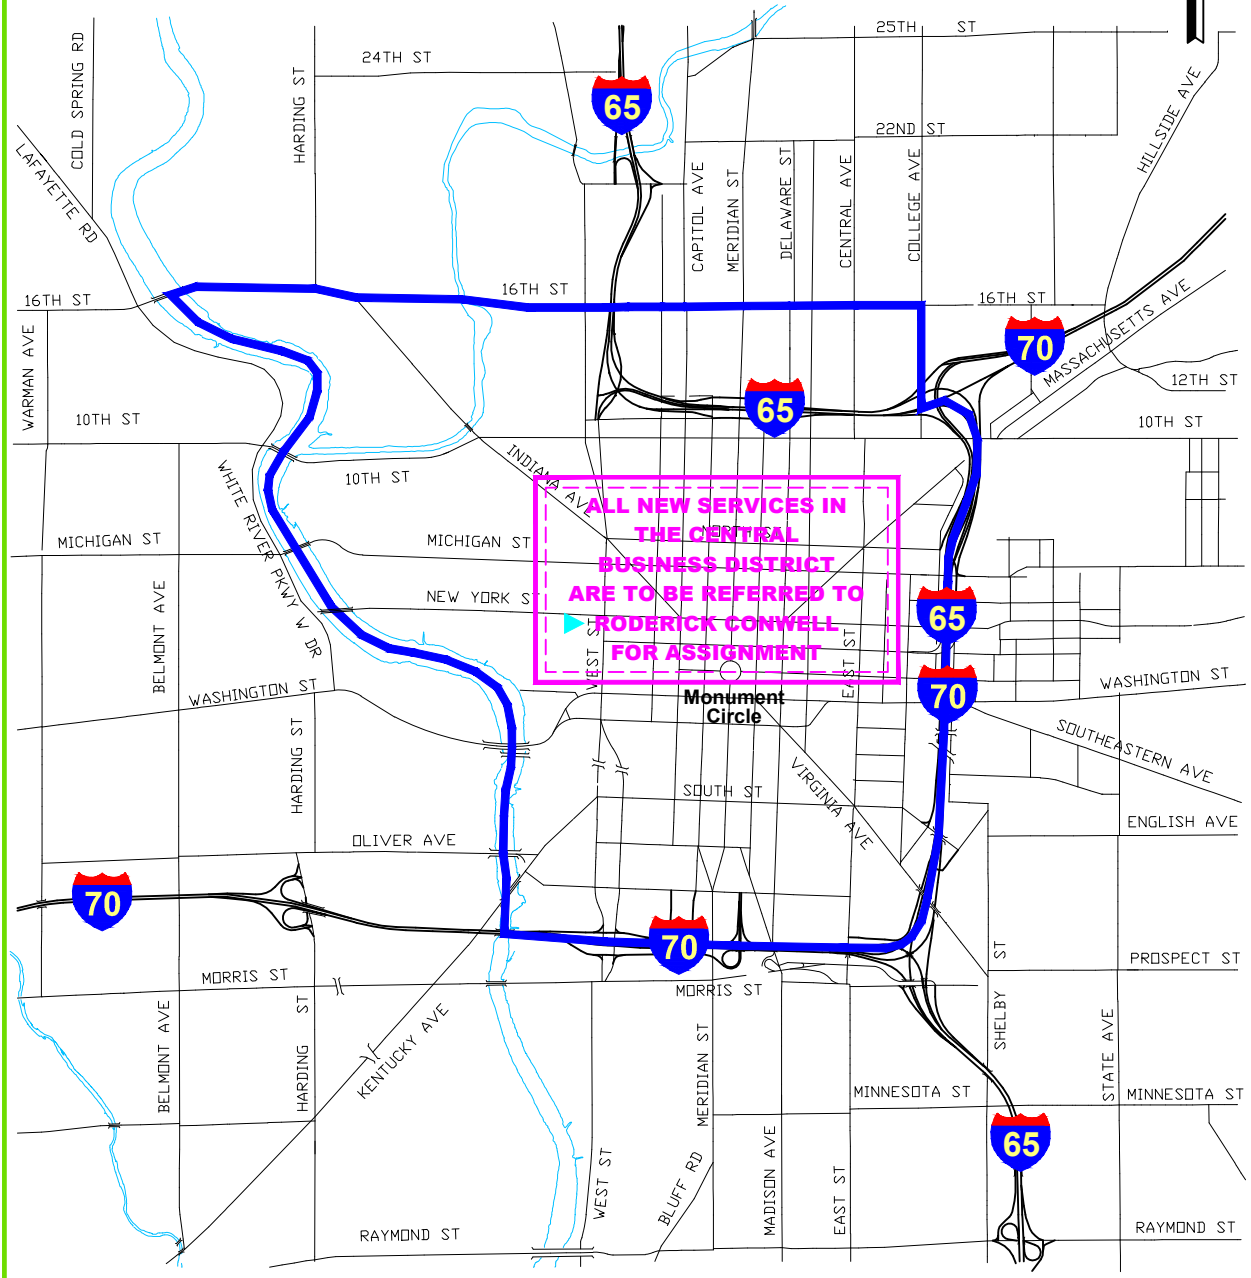 25TH ST
COLD SPRING RD
HARDING ST
24TH ST
65
HILLSIDE AVE
22ND ST
LAFAYETTE RD
CAPITOL AVE
MERIDIAN ST
DELAWARE ST
CENTRAL AVE
COLLEGE AVE
16TH ST
16TH ST
16TH ST
WARMAN AVE
70
MASSACHUSETTS AVE
12TH ST
65
10TH ST
10TH ST
10TH ST
INDIANA AVE
WHITE RIVER PKWY W DR
ALL NEW SERVICES IN
NORTH ST
THE CENTRAL
BUSINESS DISTRICT
ARE TO BE REFERRED TO
RODERICK CONWELL
FOR ASSIGNMENT
MICHIGAN ST
MICHIGAN ST
NEW YORK ST
BELMONT AVE
65
WEST ST
EAST ST
70
WASHINGTON ST
WASHINGTON ST
Monument
Circle
HARDING ST
SOUTHEASTERN AVE
VIRGINIA AVE
SOUTH ST
OLIVER AVE
ENGLISH AVE
70
70
MORRIS ST
MORRIS ST
PROSPECT ST
SHELBY ST
BELMONT AVE
HARDING ST
KENTUCKY AVE
MERIDIAN ST
STATE AVE
MINNESOTA ST
MINNESOTA ST
65
WEST ST
BLUFF RD
MADISON AVE
EAST ST
RAYMOND ST
RAYMOND ST